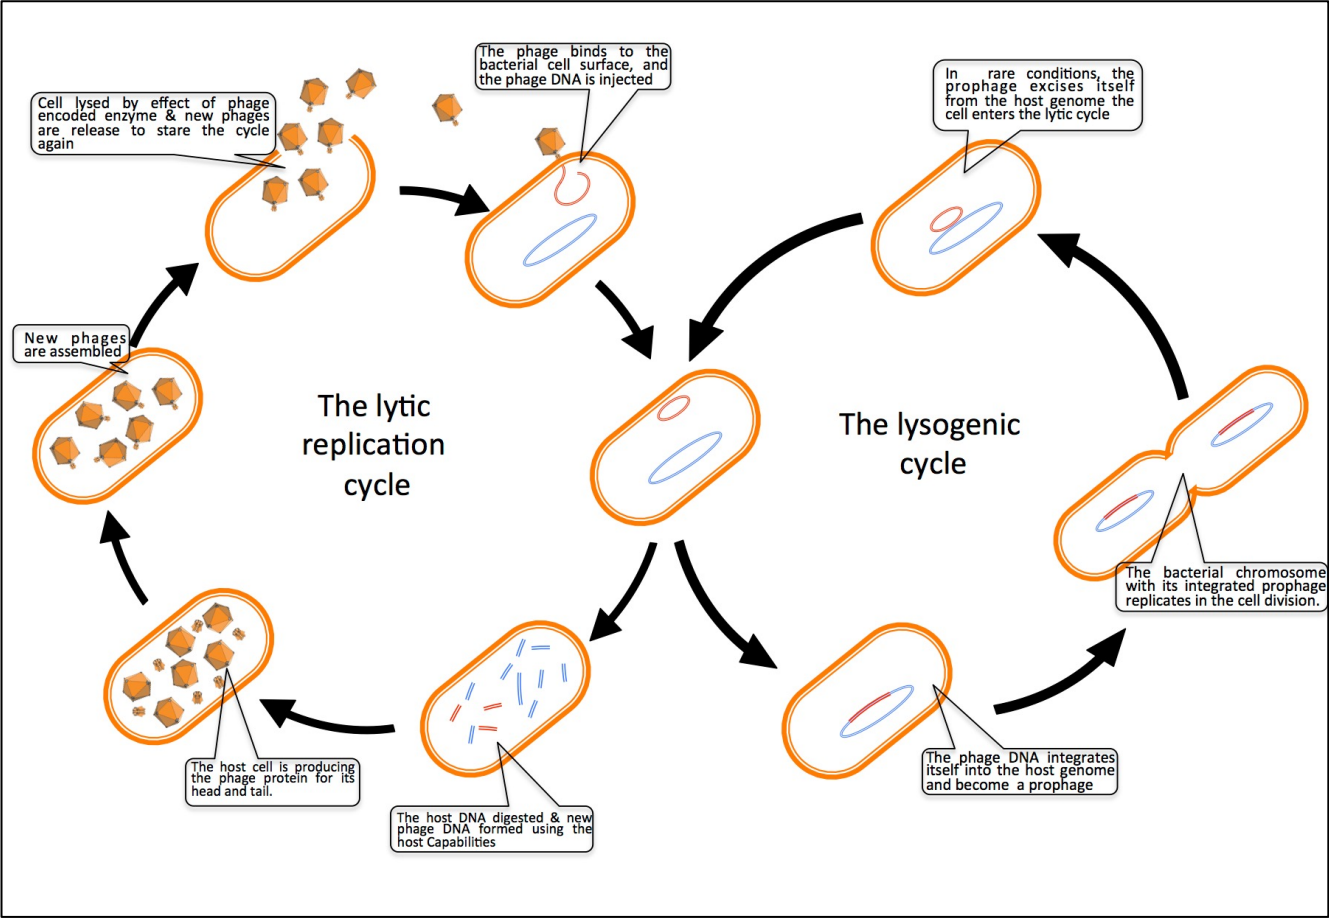 The phage binds to the
bacterial cell surface, and
the phage DNA is injected
In rare conditions, the
prophage excises itself
from the host genome the
cell enters the lytic cycle
Cell lysed by effect of phage
encoded enzyme & new phages
are release to stare the cycle
again
New phages
are assembled
The lytic
replication
cycle
The lysogenic
cycle
The bacterial chromosome
with its integrated prophage
replicates in the cell division.
The host cell is producing
the phage protein for its
head and tail.
The phage DNA integrates
itself into the host genome
and become a prophage
The host DNA digested & new
phage DNA formed using the
host Capabilities